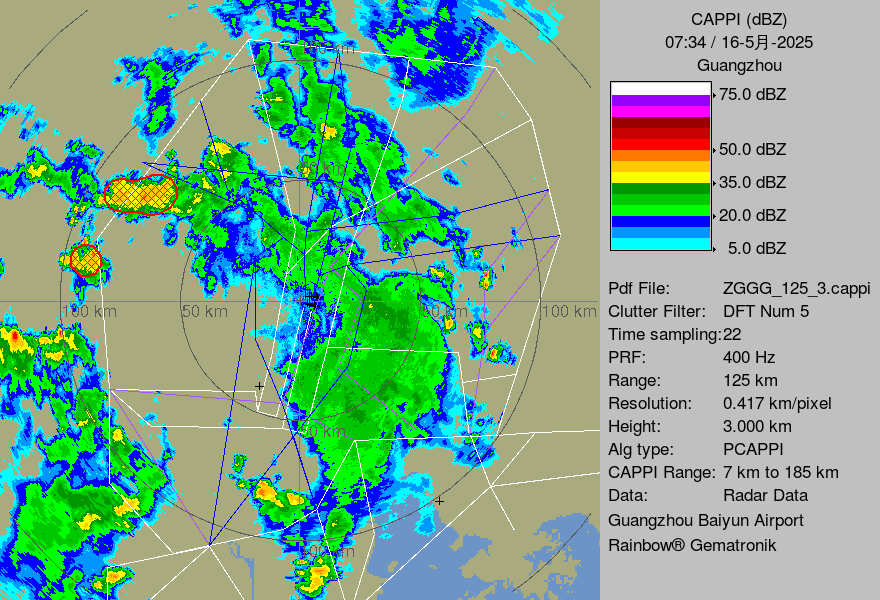 CAPPI (dBZ)
07:34 / 16-5月-2025
Guangzhou
75.0 dBZ
50.0 dBZ
35.0 dBZ
20.0 dBZ
5.0 dBZ
Pdf File: ZGGG_125_3.cappi
Clutter Filter: DFT Num 5
Time sampling:22
PRF: 400 Hz
Range: 125 km
Resolution: 0.417 km/pixel
Height: 3.000 km
Alg type: PCAPPI
CAPPI Range: 7 km to 185 km
Data: Radar Data
Guangzhou Baiyun Airport
Rainbow® Gematronik
100 km
50 km
50 km
100 km
50 km
100 km